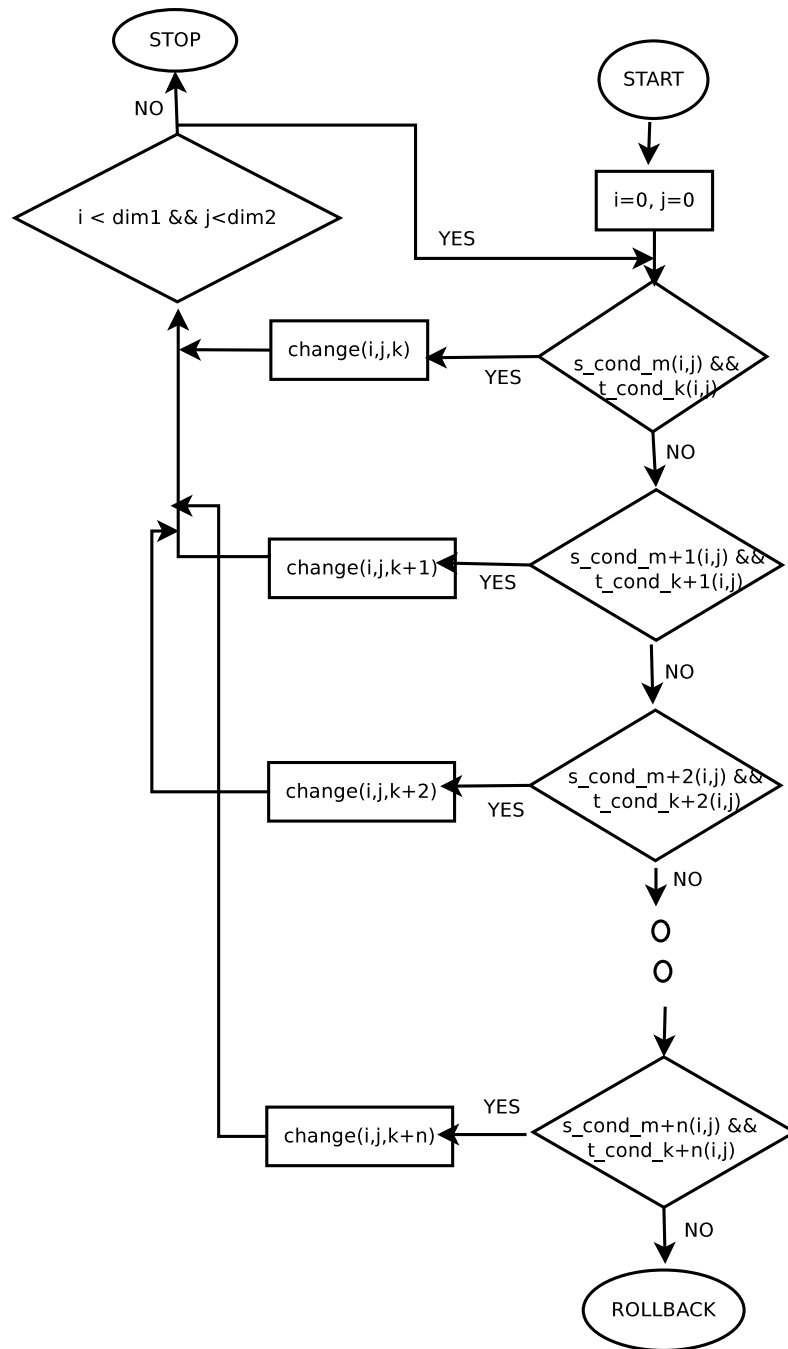 STOP
START
NO
i=0, j=0
i < dim1 && j<dim2
YES
change(i,j,k)
YES
s_cond_m(i,j) &&
t_cond_k(i,j)
NO
change(i,j,k+1)
YES
s_cond_m+1(i,j) &&
t_cond_k+1(i,j)
NO
change(i,j,k+2)
YES
s_cond_m+2(i,j) &&
t_cond_k+2(i,j)
NO
change(i,j,k+n)
YES
s_cond_m+n(i,j) &&
t_cond_k+n(i,j)
NO
ROLLBACK